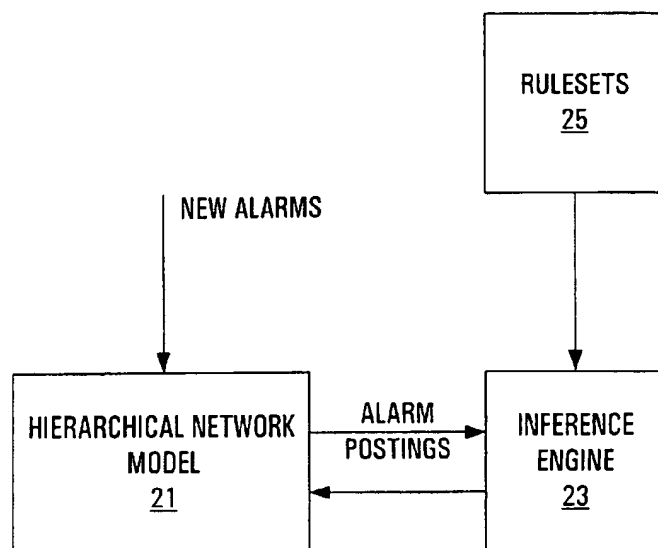 RULESETS
25
NEW ALARMS
HIERARCHICAL NETWORK
MODEL
21
ALARM
POSTINGS
INFERENCE
ENGINE
23